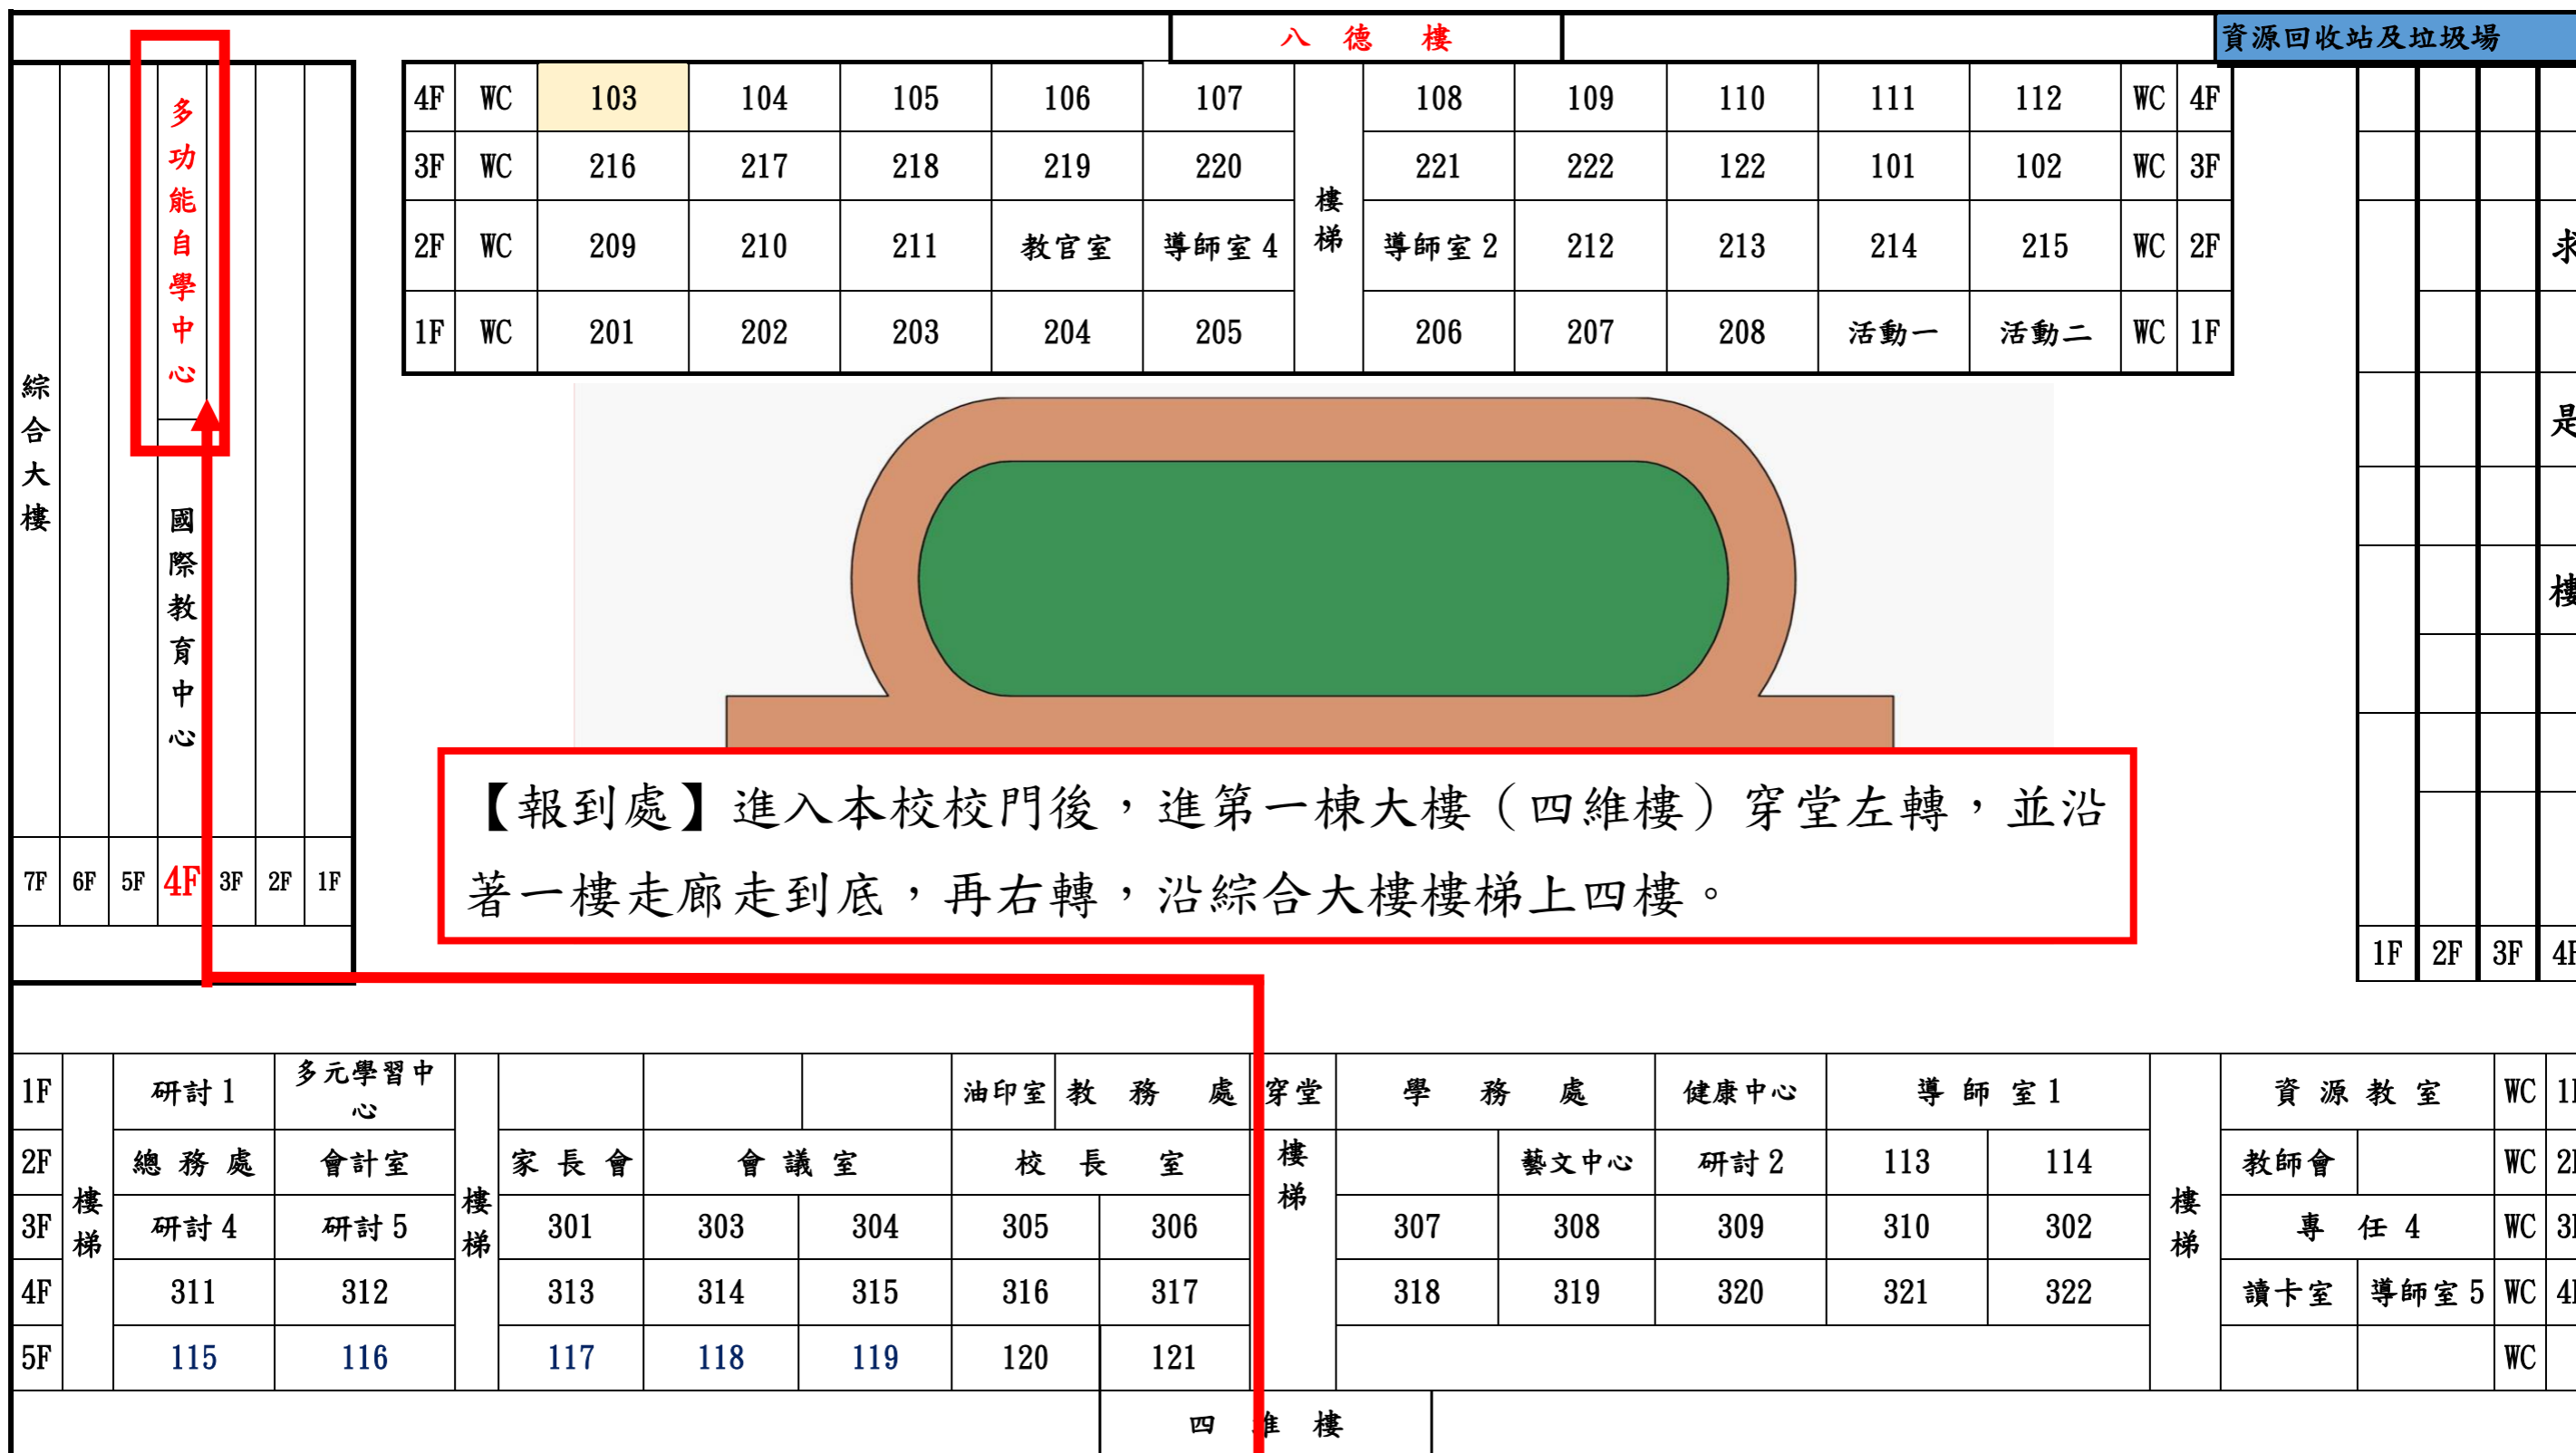 八 德 樓
資源回收站及垃圾場
綜合大樓
多功能自學中心
國際教育中心
7F 6F 5F 4F 3F 2F 1F
4F WC 103 104 105 106 107 108 109 110 111 112 WC 4F
3F WC 216 217 218 219 220 221 222 122 101 102 WC 3F
樓梯
2F WC 209 210 211 教官室 導師室4 導師室2 212 213 214 215 WC 2F
1F WC 201 202 203 204 205 206 207 208 活動一 活動二 WC 1F
求
是
樓
1F 2F 3F 4F
【報到處】進入本校校門後，進第一棟大樓（四維樓）穿堂左轉，並沿
著一樓走廊走到底，再右轉，沿綜合大樓樓梯上四樓。
1F 研討1 多元學習中心 油印室 教 務 處 穿堂 學 務 處 健康中心 導 師 室1 資 源 教 室 WC 1F
2F 總 務 處 會計室 家 長 會 會 議 室 校 長 室 藝文中心 研討2 113 114 教師會 WC 2F
樓梯 樓梯 樓梯 樓梯
3F 研討4 研討5 301 303 304 305 306 307 308 309 310 302 專 任 4 WC 3F
4F 311 312 313 314 315 316 317 318 319 320 321 322 讀卡室 導師室5 WC 4F
5F 115 116 117 118 119 120 121 WC
四 維 樓